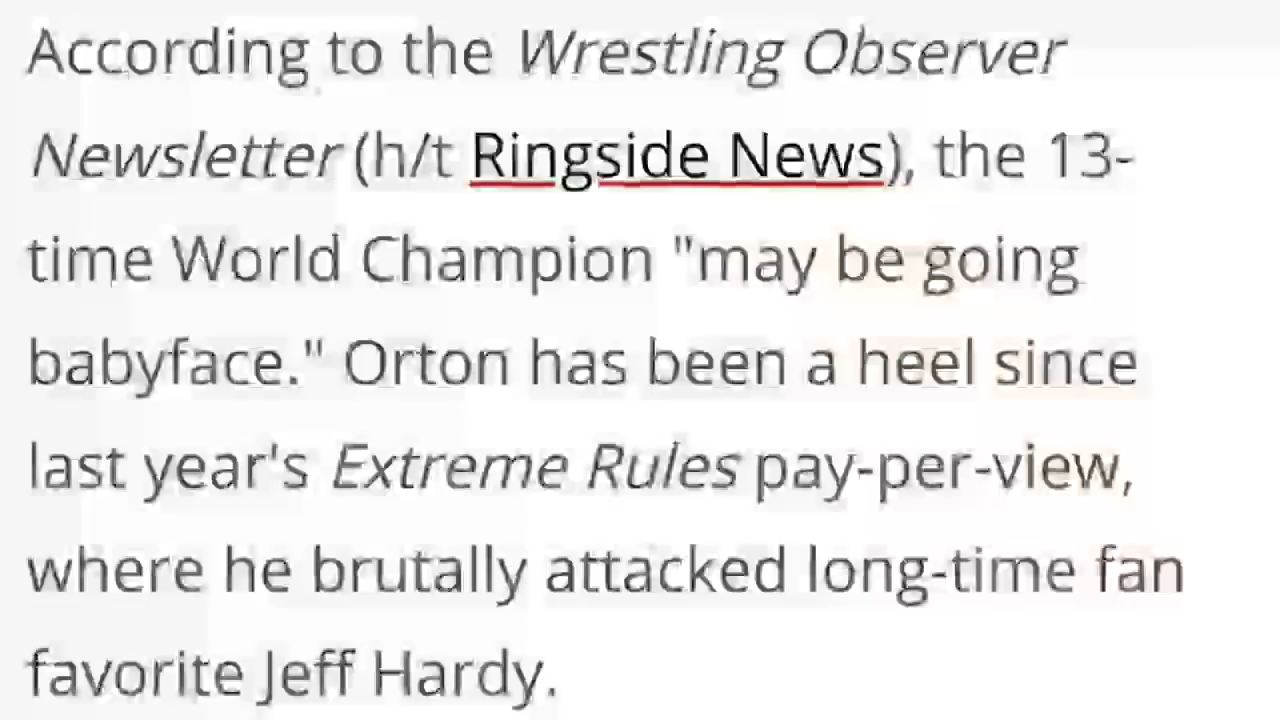 According to the Wrestling Observer
Newsletter (h/t Ringside News), the 13-
time World Champion "may be going
babyface." Orton has been a heel since
last year's Extreme Rules pay-per-view,
where he brutally attacked long-time fan
favorite Jeff Hardy.